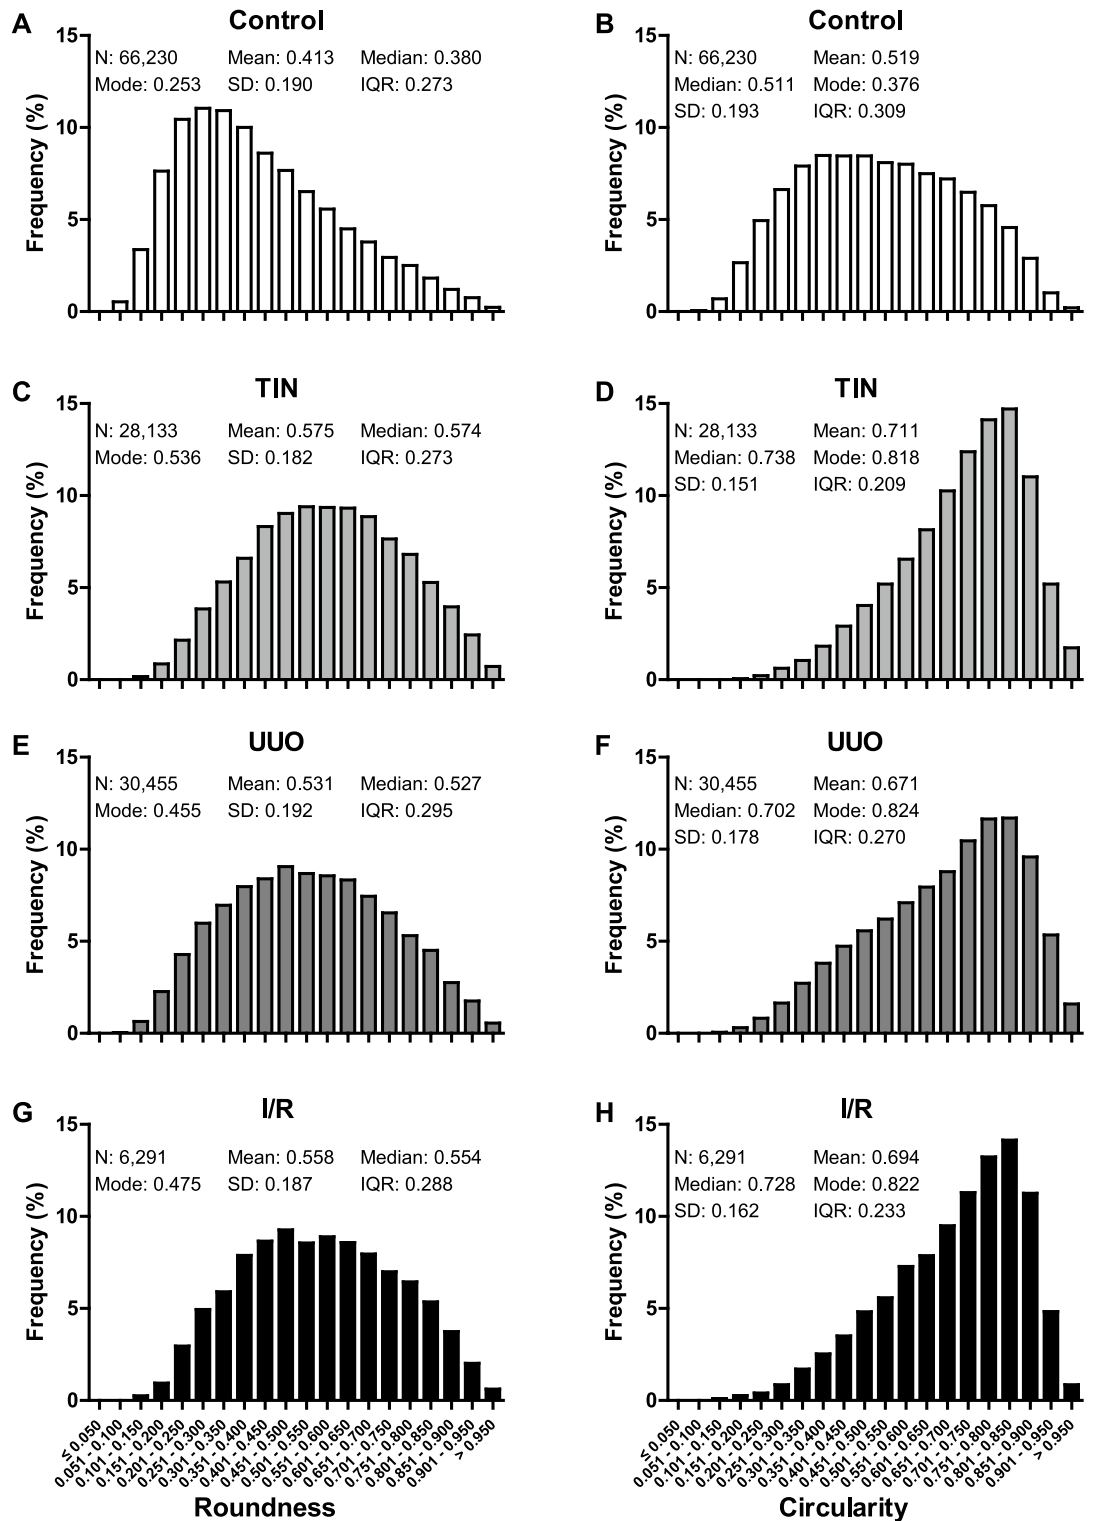 A Control
15
N: 66,230 Mean: 0.413 Median: 0.380
Mode: 0.253 SD: 0.190 IQR: 0.273
10
5
0
Frequency (%)
B Control
15
N: 66,230 Mean: 0.519
Median: 0.511 Mode: 0.376
SD: 0.193 IQR: 0.309
10
5
0
Frequency (%)
C TIN
15
N: 28,133 Mean: 0.575 Median: 0.574
Mode: 0.536 SD: 0.182 IQR: 0.273
10
5
0
Frequency (%)
D TIN
15
N: 28,133 Mean: 0.711
Median: 0.738 Mode: 0.818
SD: 0.151 IQR: 0.209
10
5
0
Frequency (%)
E UUO
15
N: 30,455 Mean: 0.531 Median: 0.527
Mode: 0.455 SD: 0.192 IQR: 0.295
10
5
0
Frequency (%)
F UUO
15
N: 30,455 Mean: 0.671
Median: 0.702 Mode: 0.824
SD: 0.178 IQR: 0.270
10
5
0
Frequency (%)
G I/R
15
N: 6,291 Mean: 0.558 Median: 0.554
Mode: 0.475 SD: 0.187 IQR: 0.288
10
5
0
Frequency (%)
≤ 0.050
0.051 - 0.100
0.101 - 0.150
0.151 - 0.200
0.201 - 0.250
0.251 - 0.300
0.301 - 0.350
0.351 - 0.400
0.401 - 0.450
0.451 - 0.500
0.501 - 0.550
0.551 - 0.600
0.601 - 0.650
0.651 - 0.700
0.701 - 0.750
0.751 - 0.800
0.801 - 0.850
0.851 - 0.900
0.901 - 0.950
> 0.950
Roundness
H I/R
15
N: 6,291 Mean: 0.694
Median: 0.728 Mode: 0.822
SD: 0.162 IQR: 0.233
10
5
0
Frequency (%)
≤ 0.050
0.051 - 0.100
0.101 - 0.150
0.151 - 0.200
0.201 - 0.250
0.251 - 0.300
0.301 - 0.350
0.351 - 0.400
0.401 - 0.450
0.451 - 0.500
0.501 - 0.550
0.551 - 0.600
0.601 - 0.650
0.651 - 0.700
0.701 - 0.750
0.751 - 0.800
0.801 - 0.850
0.851 - 0.900
0.901 - 0.950
> 0.950
Circularity